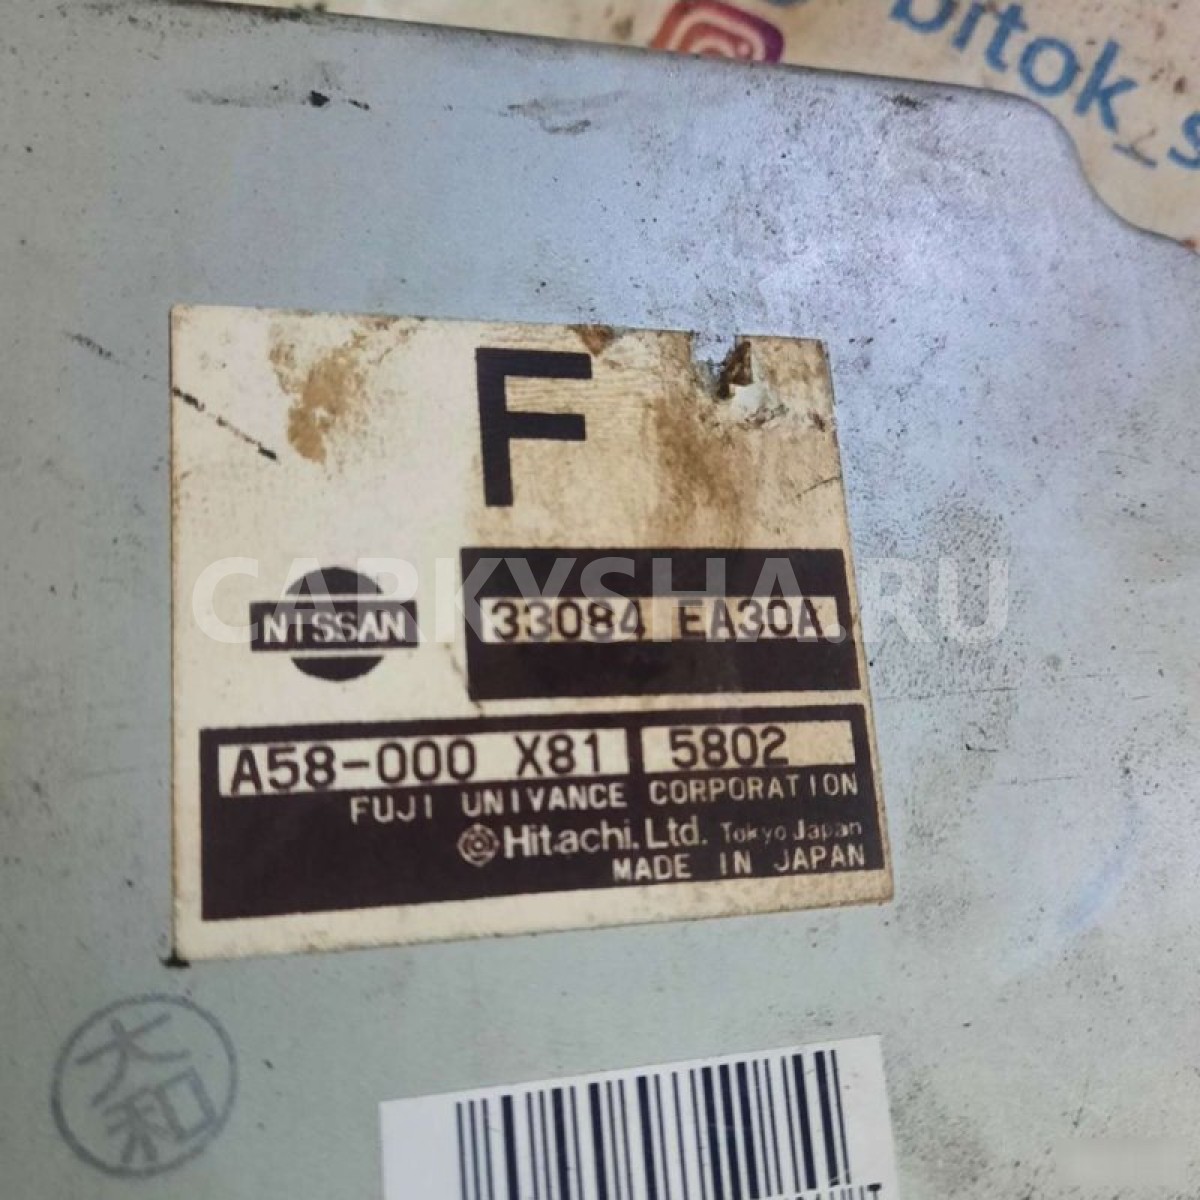 bitok_s
F
NISSAN
33084 EA30A
CARKYSHA.RU
A58-000 X81 5802
FUJI UNIVANCE CORPORATION
Hitachi, Ltd. Tokyo Japan
MADE IN JAPAN
大和